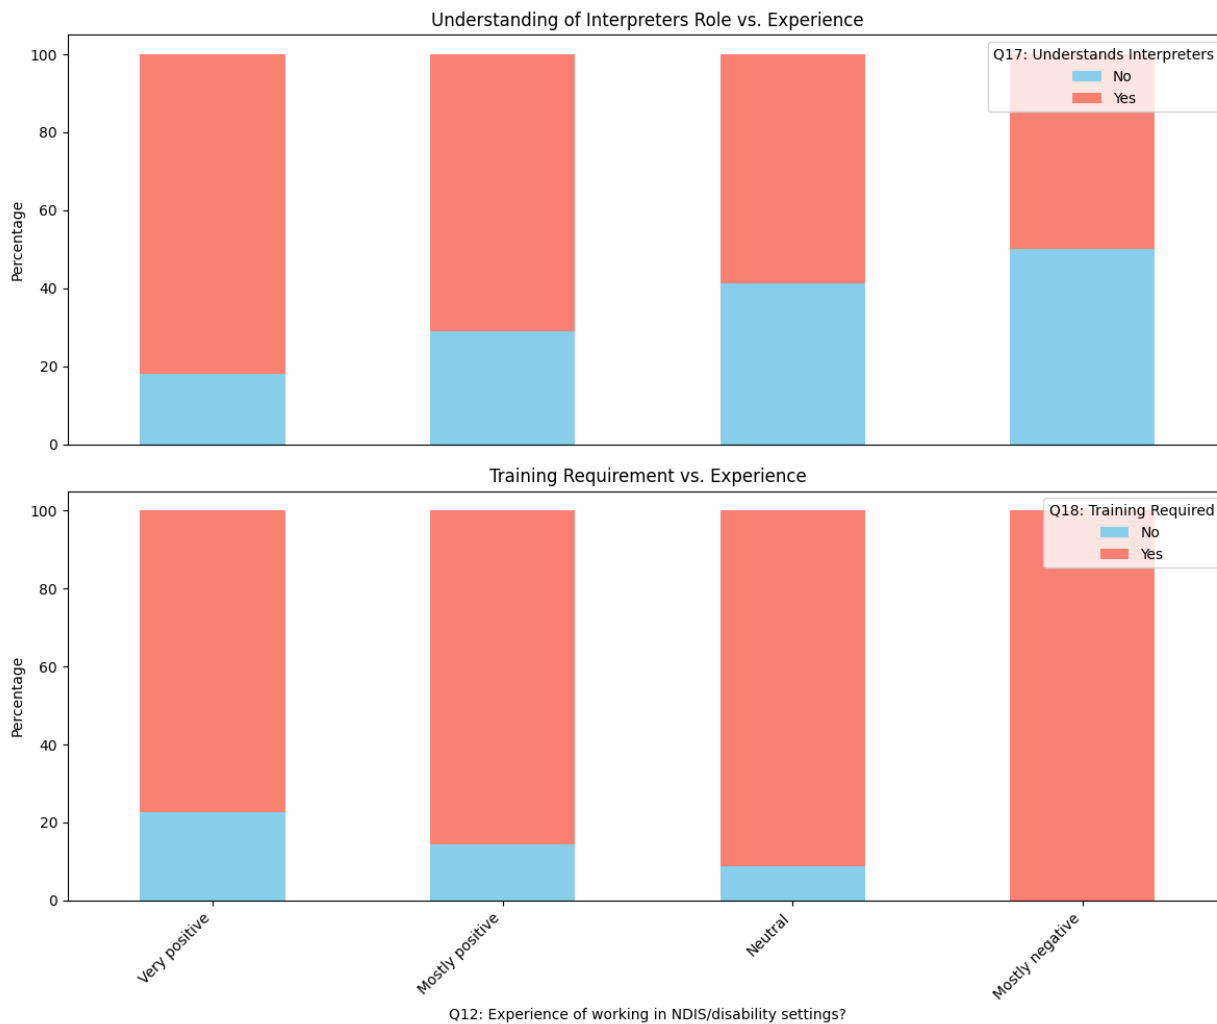 Understanding of Interpreters Role vs. Experience
Percentage
100
80
60
40
20
0
Q17: Understands Interpreters
No
Yes
Training Requirement vs. Experience
Percentage
100
80
60
40
20
0
Q18: Training Required
No
Yes
Very positive
Mostly positive
Neutral
Mostly negative
Q12: Experience of working in NDIS/disability settings?